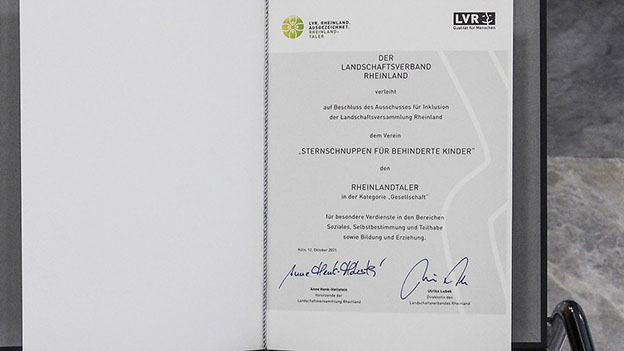 LVR. RHEINLAND.
AUSGEZEICHNET.
RHEINLAND-
TALER
LVR
Qualität für Menschen
DER
LANDSCHAFTSVERBAND
RHEINLAND
verleiht
auf Beschluss des Ausschusses für Inklusion
der Landschaftsversammlung Rheinland
dem Verein
„STERNSCHNUPPEN FÜR BEHINDERTE KINDER“
den
RHEINLANDTALER
in der Kategorie „Gesellschaft“
für besondere Verdienste in den Bereichen
Soziales, Selbstbestimmung und Teilhabe
sowie Bildung und Erziehung.
Köln, 12. Oktober 2021
Anne Henk-Hollstein
Vorsitzende der
Landschaftsversammlung Rheinland
Ulrike Lubek
Direktorin des
Landschaftsverbandes Rheinland